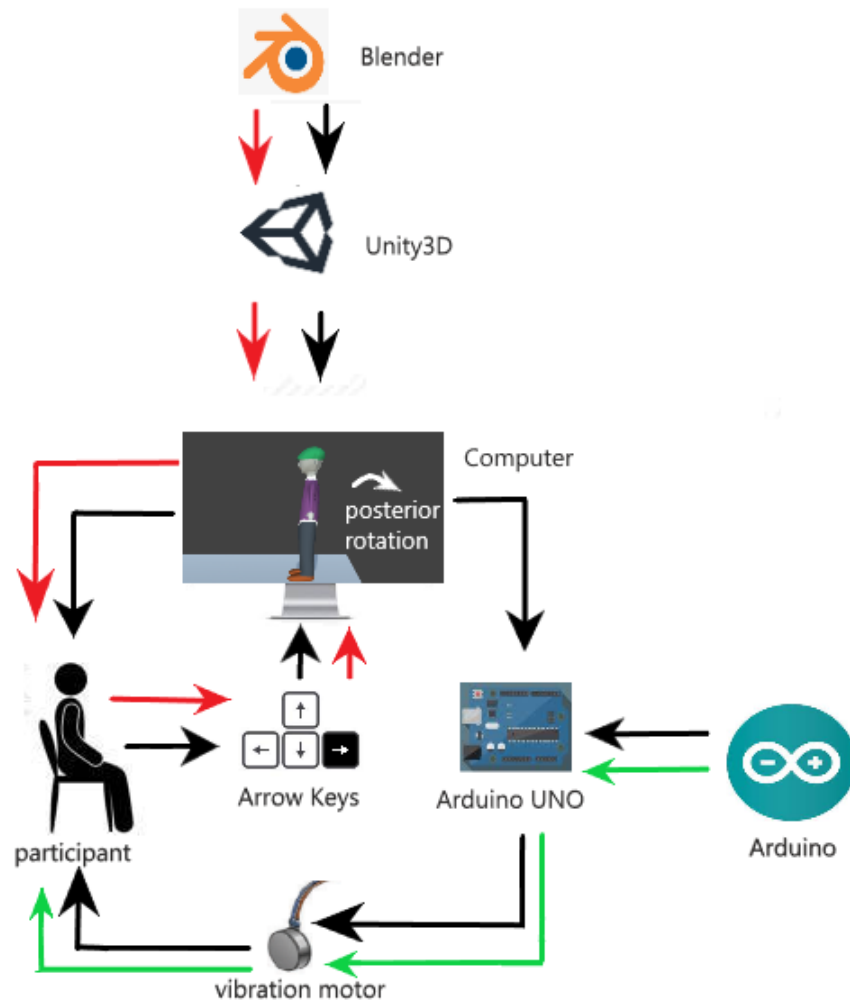 Blender
Unity3D
Computer
posterior
rotation
Arrow Keys
Arduino UNO
participant
Arduino
vibration motor